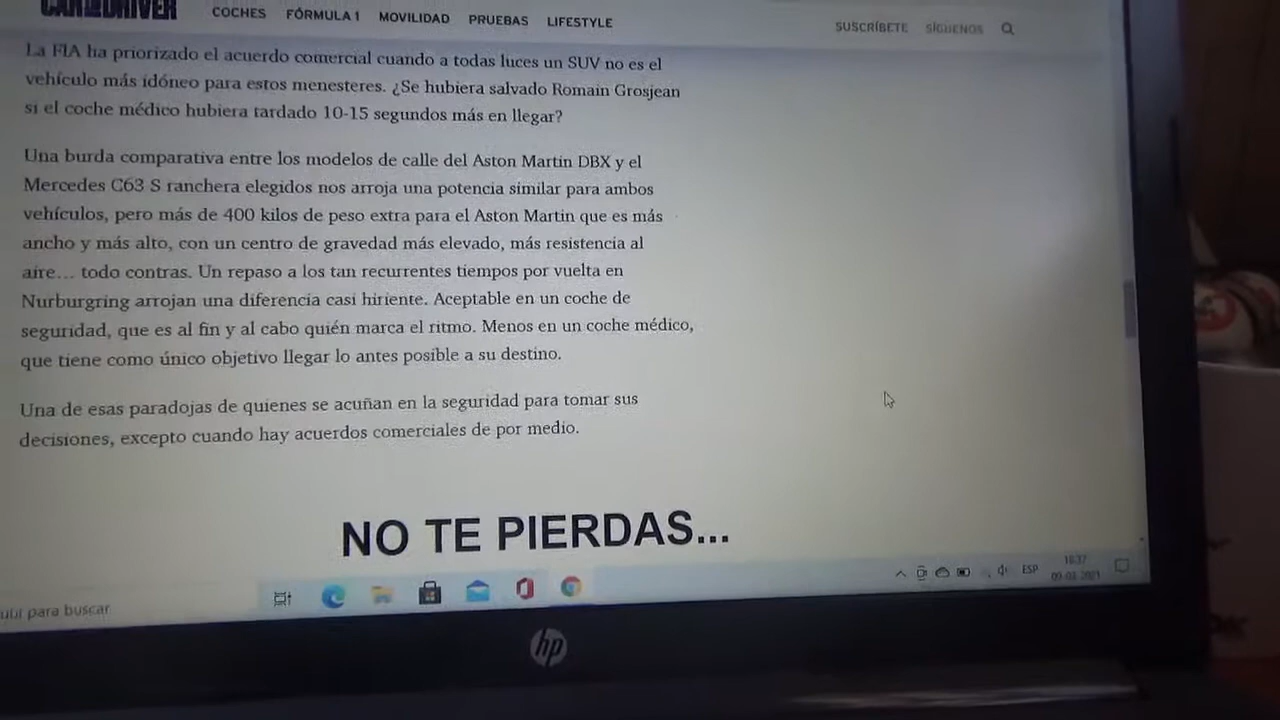 CAR AND DRIVER
COCHES FÓRMULA 1 MOVILIDAD PRUEBAS LIFESTYLE
SUSCRÍBETE SÍGUENOS
La FIA ha priorizado el acuerdo comercial cuando a todas luces un SUV no es el
vehículo más idóneo para estos menesteres. ¿Se hubiera salvado Romain Grosjean
si el coche médico hubiera tardado 10-15 segundos más en llegar?
Una burda comparativa entre los modelos de calle del Aston Martin DBX y el
Mercedes C63 S ranchera elegidos nos arroja una potencia similar para ambos
vehículos, pero más de 400 kilos de peso extra para el Aston Martin que es más
ancho y más alto, con un centro de gravedad más elevado, más resistencia al
aire... todo contras. Un repaso a los tan recurrentes tiempos por vuelta en
Nurburgring arrojan una diferencia casi hiriente. Aceptable en un coche de
seguridad, que es al fin y al cabo quién marca el ritmo. Menos en un coche médico,
que tiene como único objetivo llegar lo antes posible a su destino.
Una de esas paradojas de quienes se acuñan en la seguridad para tomar sus
decisiones, excepto cuando hay acuerdos comerciales de por medio.
NO TE PIERDAS...
para buscar
ESP
16:37
hp